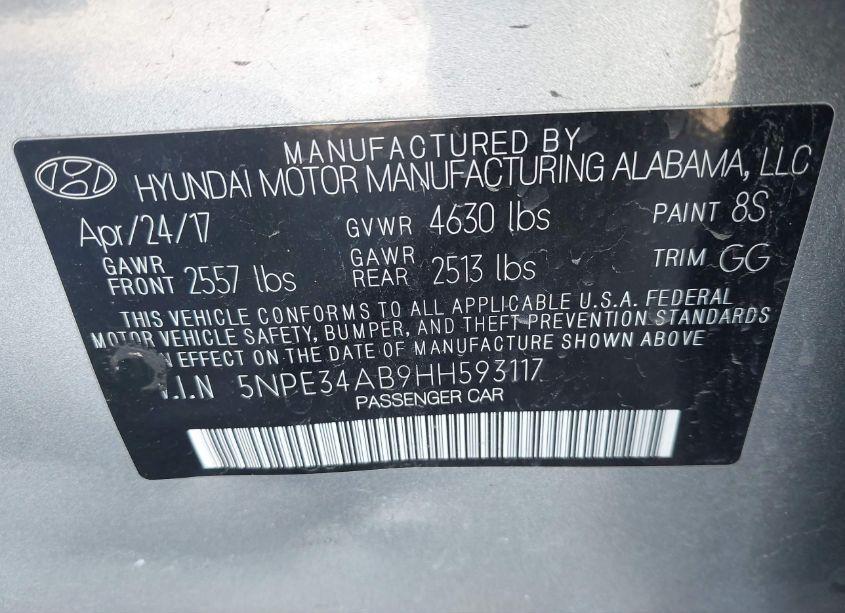 MANUFACTURED BY
HYUNDAI MOTOR MANUFACTURING ALABAMA, LLC
Apr/24/17 GVWR 4630 lbs PAINT 8S
GAWR FRONT 2557 lbs GAWR REAR 2513 lbs TRIM GG
THIS VEHICLE CONFORMS TO ALL APPLICABLE U.S.A. FEDERAL
MOTOR VEHICLE SAFETY, BUMPER, AND THEFT PREVENTION STANDARDS
IN EFFECT ON THE DATE OF MANUFACTURE SHOWN ABOVE
V.I.N 5NPE34AB9HH593117
PASSENGER CAR